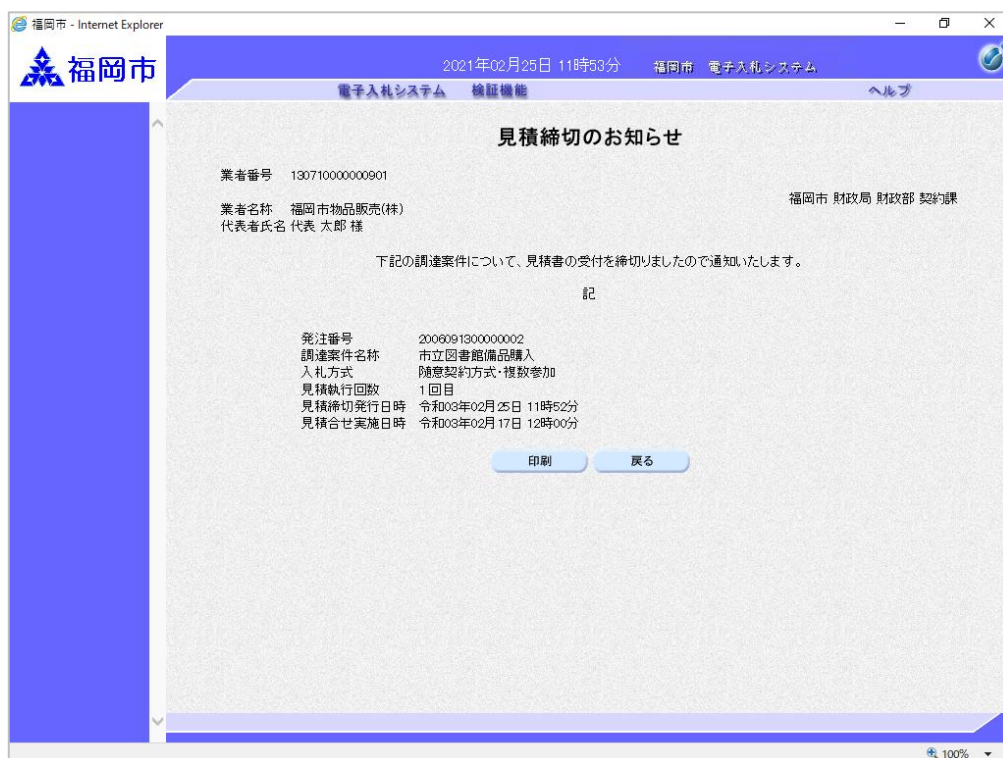 福岡市 - Internet Explorer
福岡市
2021年02月25日 11時53分 福岡市 電子入札システム
電子入札システム 検証機能 ヘルプ
見積締切のお知らせ
業者番号 130710000000901
福岡市 財政局 財政部 契約課
業者名称 福岡市物品販売(株)
代表者氏名 代表 太郎 様
下記の調達案件について、見積書の受付を締切りましたので通知いたします。
記
発注番号 2006091300000002
調達案件名称 市立図書館備品購入
入札方式 随意契約方式・複数参加
見積執行回数 1回目
見積締切発行日時 令和03年02月25日 11時52分
見積合せ実施日時 令和03年02月17日 12時00分
印刷 戻る
100%